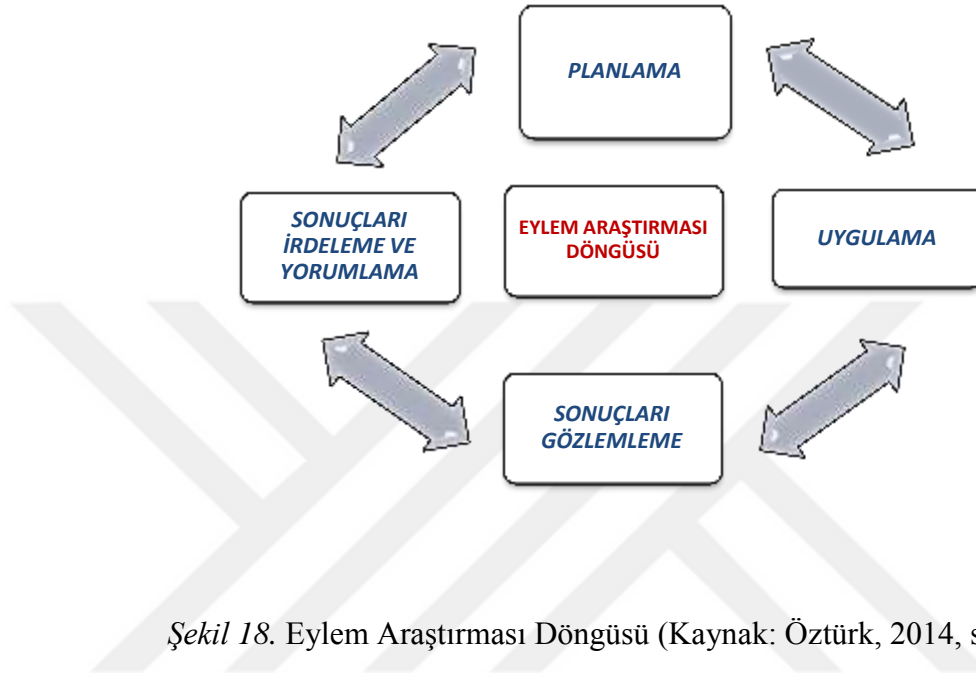 PLANLAMA
SONUÇLARI
İRDELEME VE
YORUMLAMA
EYLEM ARAŞTIRMASI
DÖNGÜSÜ
UYGULAMA
SONUÇLARI
GÖZLEMLEME
Şekil 18. Eylem Araştırması Döngüsü (Kaynak: Öztürk, 2014, s